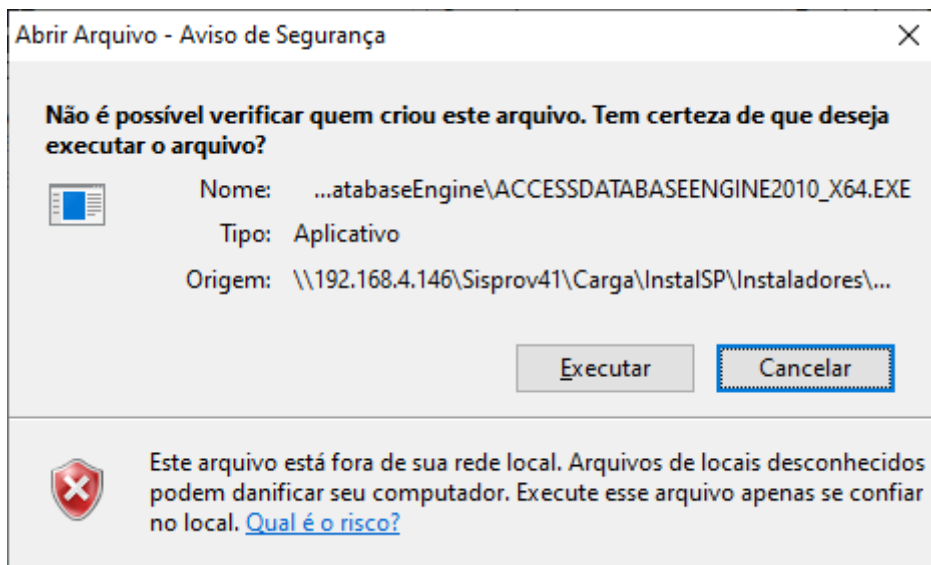 Abrir Arquivo - Aviso de Segurança
Não é possível verificar quem criou este arquivo. Tem certeza de que deseja
executar o arquivo?
Nome: ...atabaseEngine\ACCESSDATABASEENGINE2010_X64.EXE
Tipo: Aplicativo
Origem: \\192.168.4.146\Sisprov41\Carga\InstalSP\Instaladores\...
Executar Cancelar
Este arquivo está fora de sua rede local. Arquivos de locais desconhecidos
podem danificar seu computador. Execute esse arquivo apenas se confiar
no local. Qual é o risco?